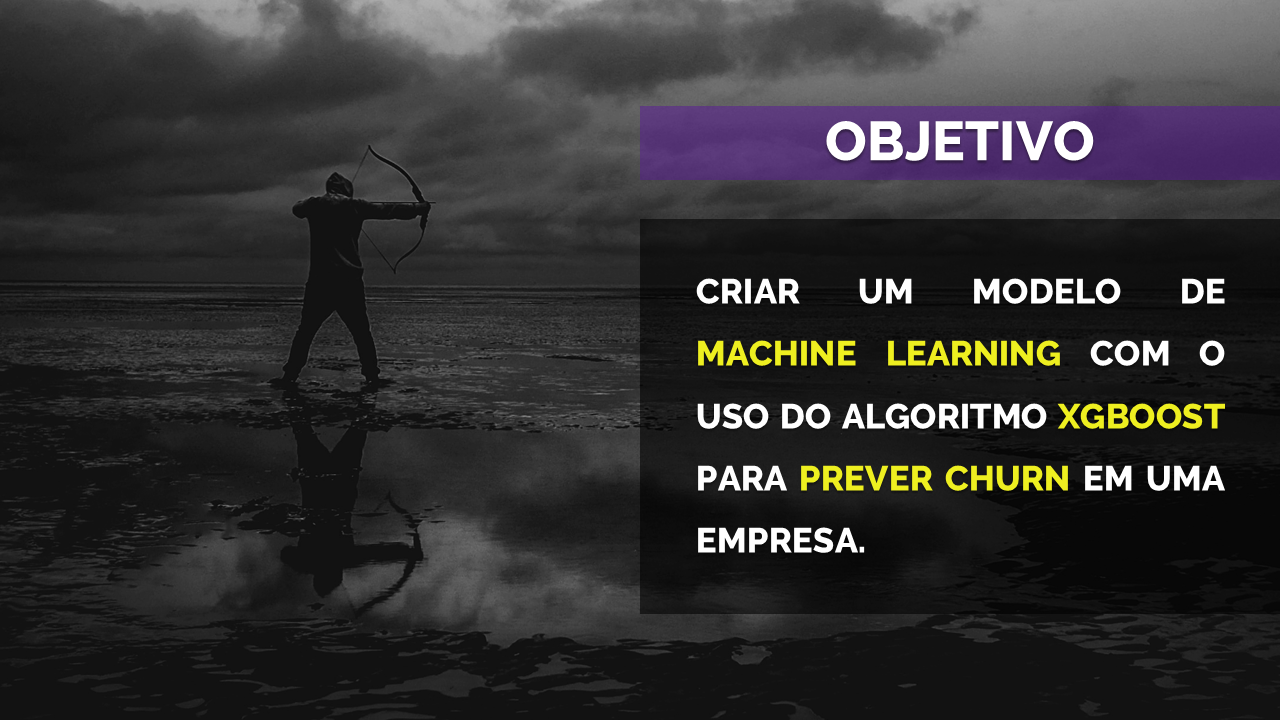 OBJETIVO
CRIAR UM MODELO DE
MACHINE LEARNING COM O
USO DO ALGORITMO XGBOOST
PARA PREVER CHURN EM UMA
EMPRESA.